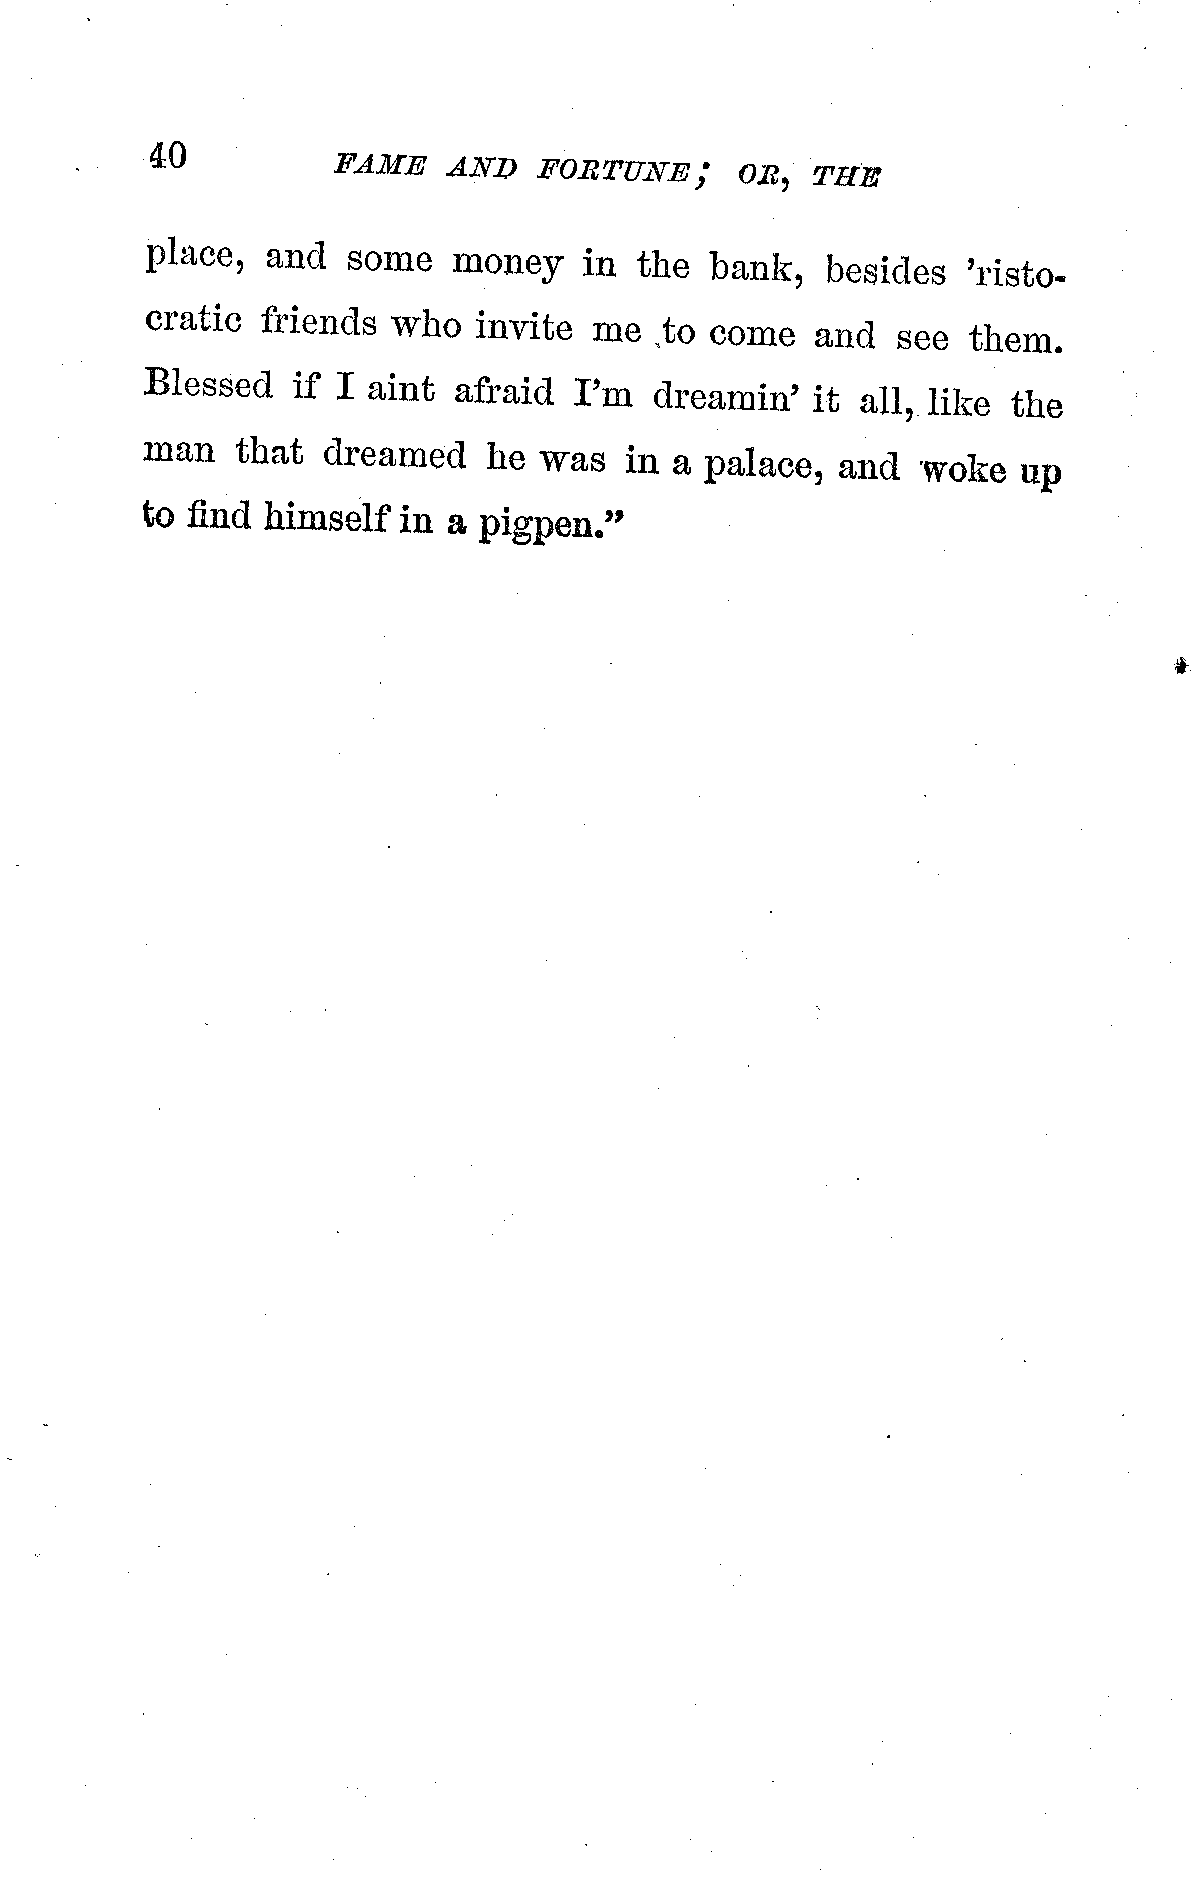 40 FAME AND FORTUNE; OR, THE
place, and some money in the bank, besides 'risto-
cratic friends who invite me to come and see them.
Blessed if I aint afraid I'm dreamin' it all, like the
man that dreamed he was in a palace, and woke up
to find himself in a pigpen."